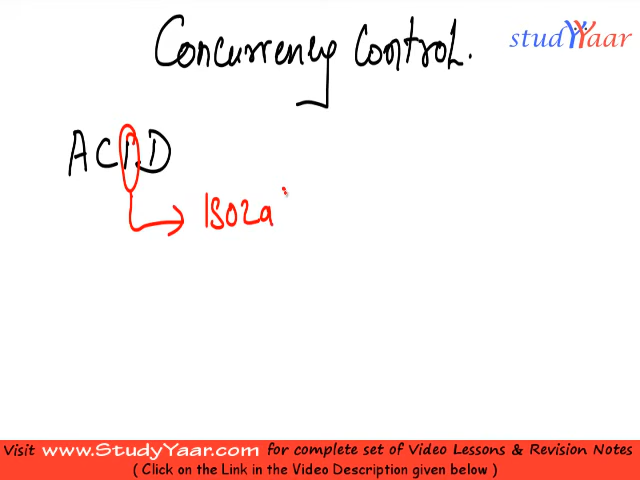 Concurrency Control.
studYYaar
ACID
Isola
Visit www.StudyYaar.com for complete set of Video Lessons & Revision Notes
( Click on the Link in the Video Description given below )